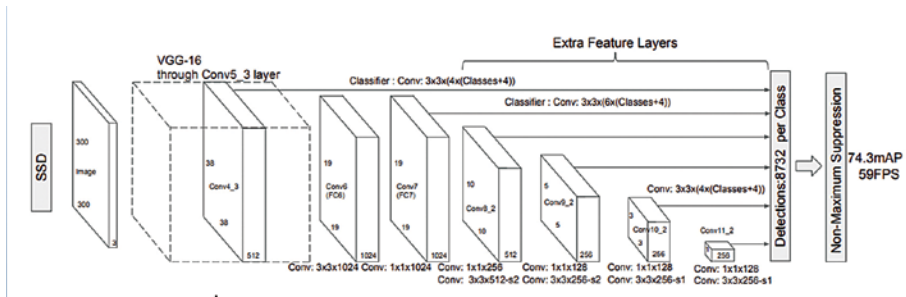 Extra Feature Layers
VGG-16
through Conv5_3 layer
Classifier : Conv: 3x3x(4x(Classes+4))
Classifier : Conv: 3x3x(6x(Classes+4))
SSD
300
Image
300
3
38
Conv4_3
38
512
19
Conv6
(FC6)
19
1024
19
Conv7
(FC7)
19
1024
10
Conv8_2
10
512
5
Conv9_2
5
256
Conv: 3x3x(4x(Classes+4))
3
Conv10_2
3
256
Conv11_2
256
Detections:8732 per Class
Non-Maximum Suppression
74.3mAP
59FPS
Conv: 3x3x1024
Conv: 1x1x1024
Conv: 1x1x256
Conv: 3x3x512-s2
Conv: 1x1x128
Conv: 3x3x256-s2
Conv: 1x1x128
Conv: 3x3x256-s1
Conv: 1x1x128
Conv: 3x3x256-s1